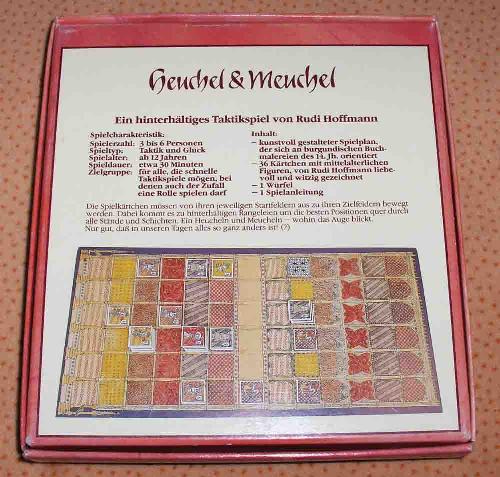 Heuchel & Meuchel
Ein hinterhältiges Taktikspiel von Rudi Hoffmann
Spielcharakteristik:
Spielerzahl: 3 bis 6 Personen
Spieltyp: Taktik und Glück
Spielalter: ab 12 Jahren
Spieldauer: etwa 30 Minuten
Zielgruppe: für alle, die schnelle
Taktikspiele mögen, bei
denen auch der Zufall
eine Rolle spielen darf
Inhalt:
– kunstvoll gestalteter Spielplan,
der sich an burgundischen Buch-
malereien des 14. Jh. orientiert
– 36 Kärtchen mit mittelalterlichen
Figuren, von Rudi Hoffmann liebe-
voll und witzig gezeichnet
– 1 Würfel
– 1 Spielanleitung
Die Spielkärtchen müssen von ihren jeweiligen Startfeldern aus zu ihren Zielfeldern bewegt
werden. Dabei kommt es zu hinterhältigen Rangeleien um die besten Positionen quer durch
alle Stände und Schichten. Ein Heucheln und Meucheln – wohin das Auge blickt.
Nur gut, daß in unseren Tagen alles so ganz anders ist! (?)